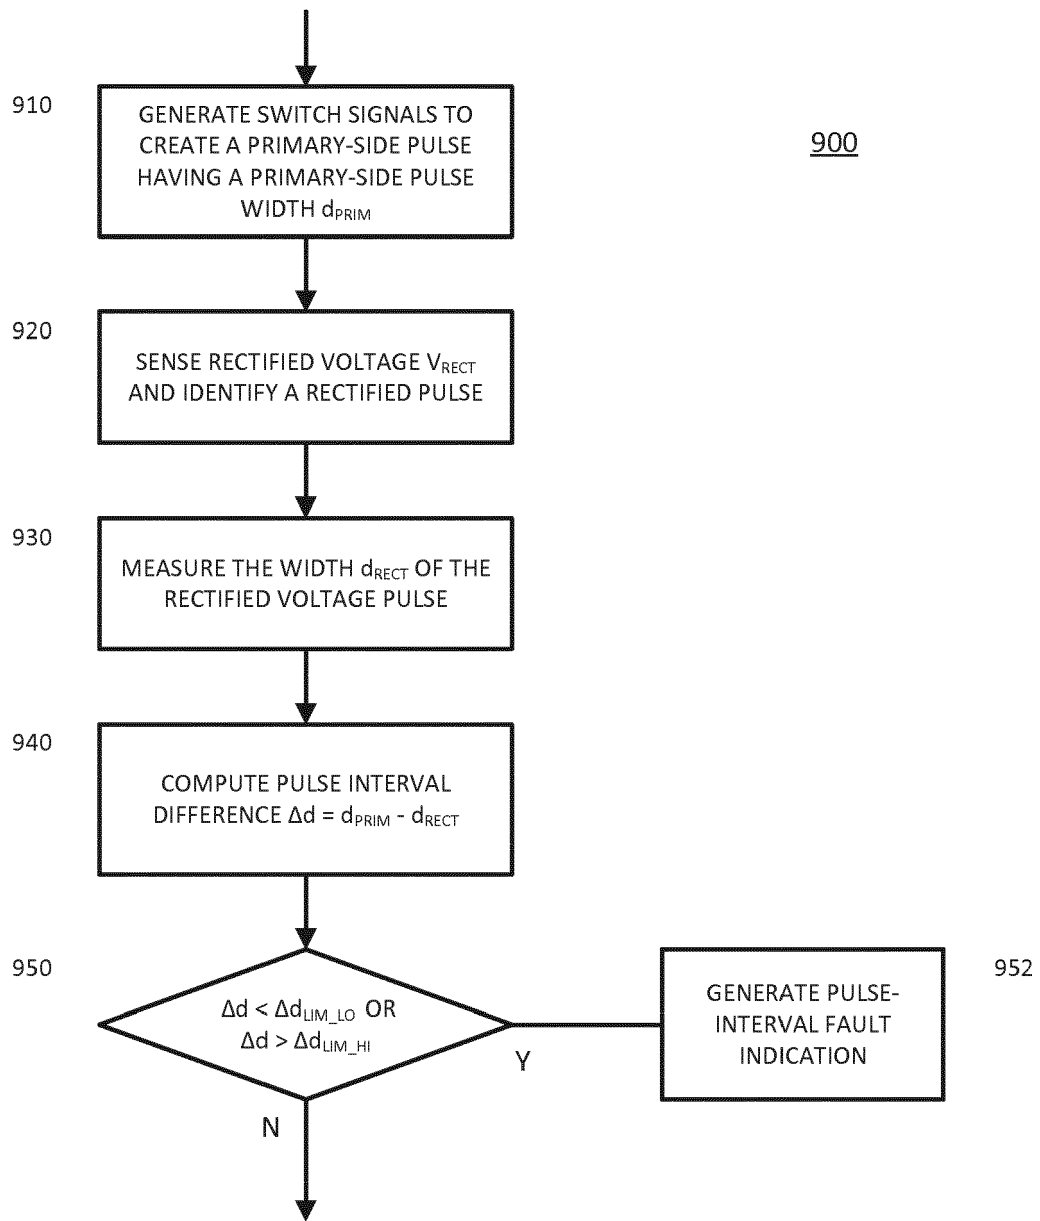 910
GENERATE SWITCH SIGNALS TO
CREATE A PRIMARY-SIDE PULSE
HAVING A PRIMARY-SIDE PULSE
WIDTH dPRIM
900
920
SENSE RECTIFIED VOLTAGE VRECT
AND IDENTIFY A RECTIFIED PULSE
930
MEASURE THE WIDTH dRECT OF THE
RECTIFIED VOLTAGE PULSE
940
COMPUTE PULSE INTERVAL
DIFFERENCE Δd = dPRIM - dRECT
950
Δd < ΔdLIM_LO OR
Δd > ΔdLIM_HI
Y
N
952
GENERATE PULSE-
INTERVAL FAULT
INDICATION